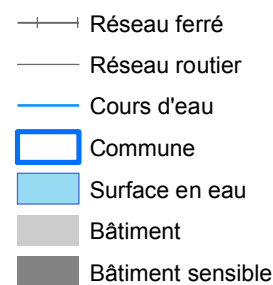 Réseau ferré
Réseau routier
Cours d'eau
Commune
Surface en eau
Bâtiment
Bâtiment sensible